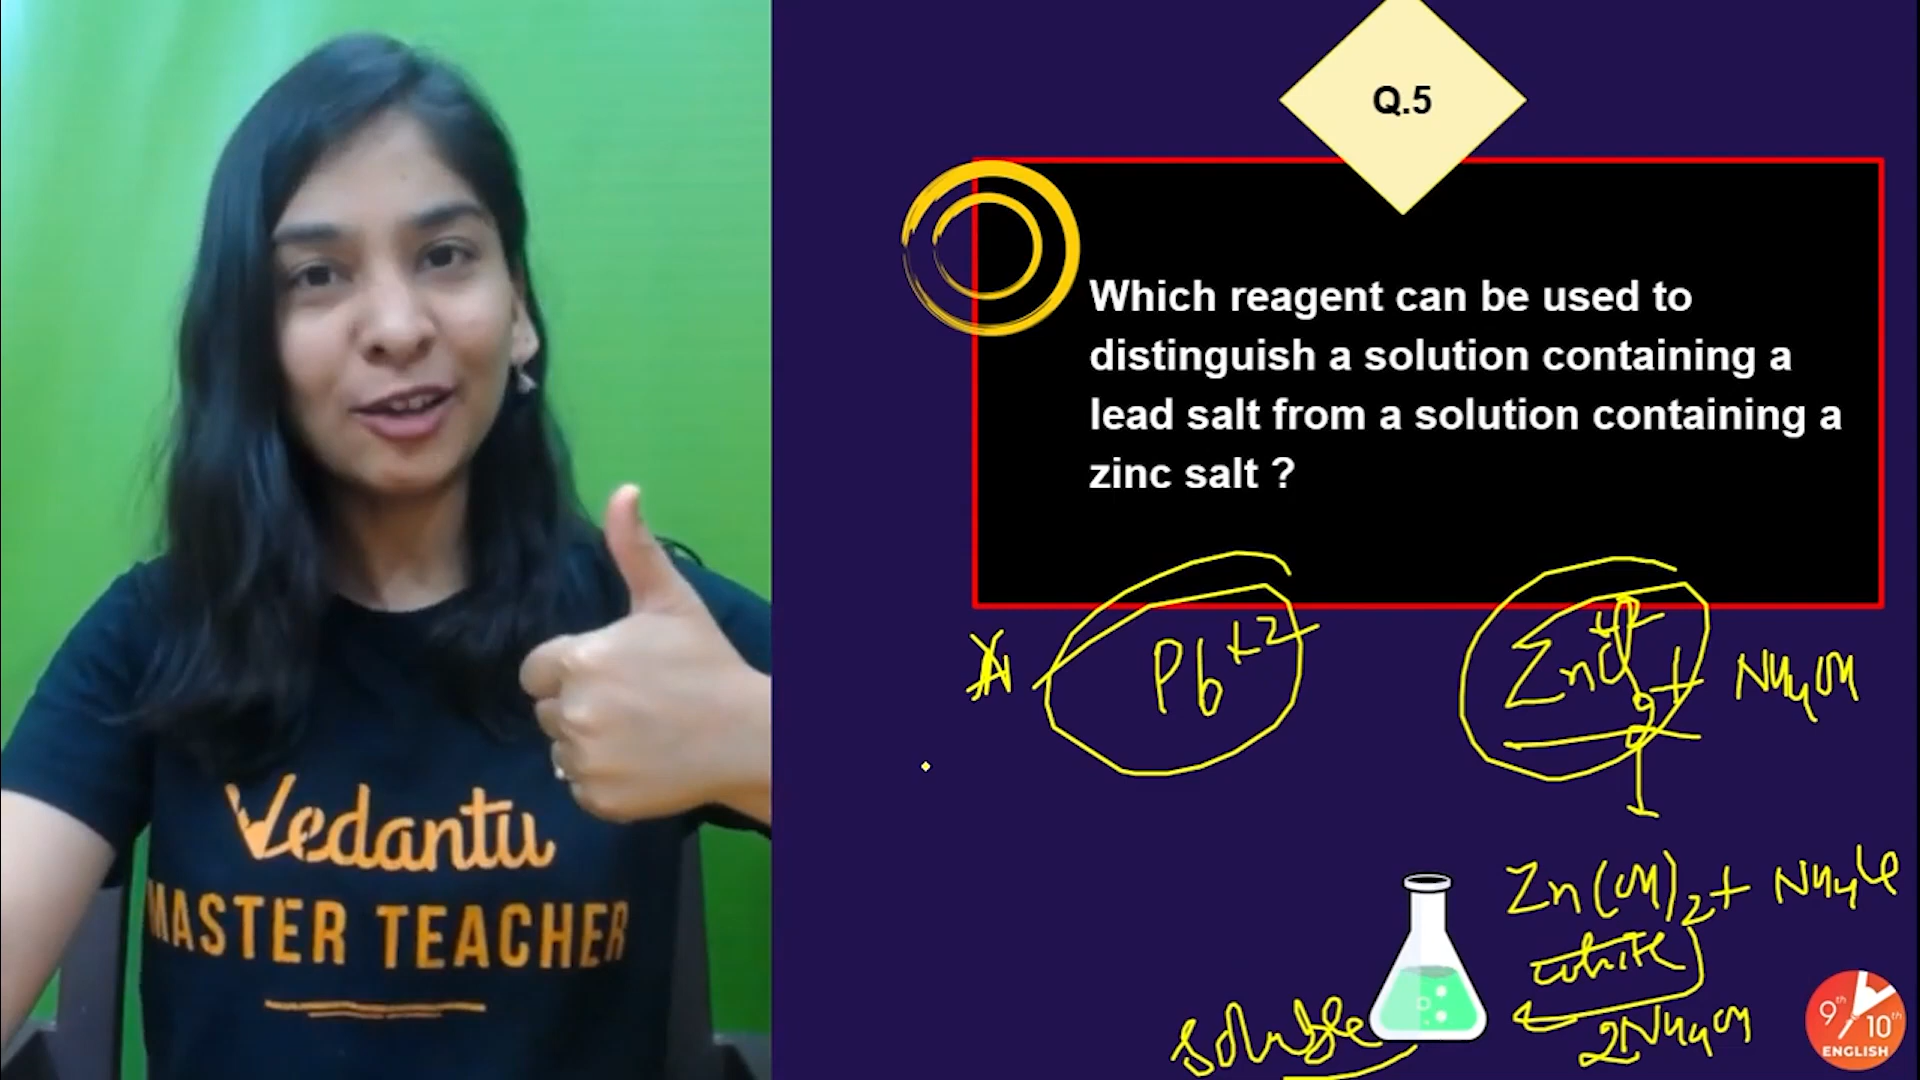 Q.5
Which reagent can be used to
distinguish a solution containing a
lead salt from a solution containing a
zinc salt ?
Pb+2
NH4OH
Zn(OH)2 + NH4Cl
white
2NH4OH
soluble
Vedantu
MASTER TEACHER
9th
10th
ENGLISH